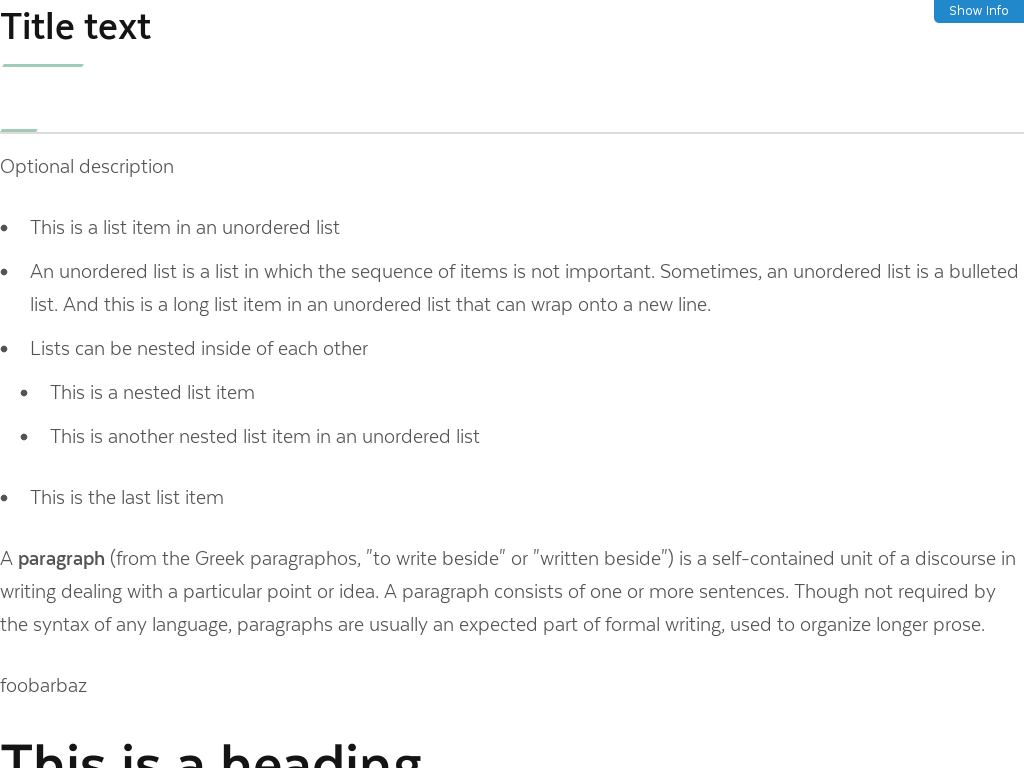 Title text
Show Info
Optional description
This is a list item in an unordered list
An unordered list is a list in which the sequence of items is not important. Sometimes, an unordered list is a bulleted
list. And this is a long list item in an unordered list that can wrap onto a new line.
Lists can be nested inside of each other
This is a nested list item
This is another nested list item in an unordered list
This is the last list item
A paragraph (from the Greek paragraphos, "to write beside" or "written beside") is a self-contained unit of a discourse in
writing dealing with a particular point or idea. A paragraph consists of one or more sentences. Though not required by
the syntax of any language, paragraphs are usually an expected part of formal writing, used to organize longer prose.
foobarbaz
This is a heading